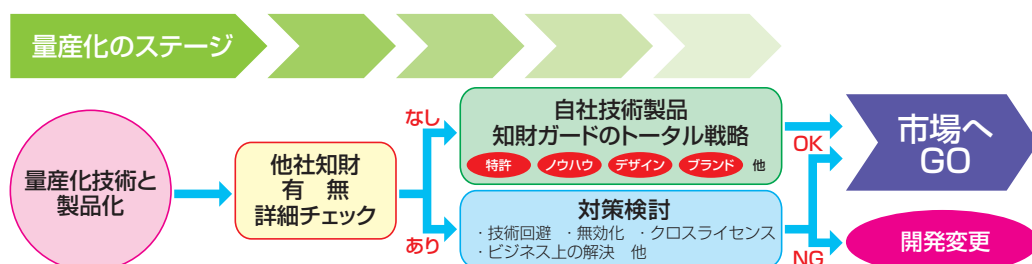 量産化のステージ
量産化技術と
製品化
他社知財
有　無
詳細チェック
なし
あり
自社技術製品
知財ガードのトータル戦略
特許　ノウハウ　デザイン　ブランド　他
対策検討
・技術回避　・無効化　・クロスライセンス
・ビジネス上の解決　他
OK
NG
市場へ
GO
開発変更